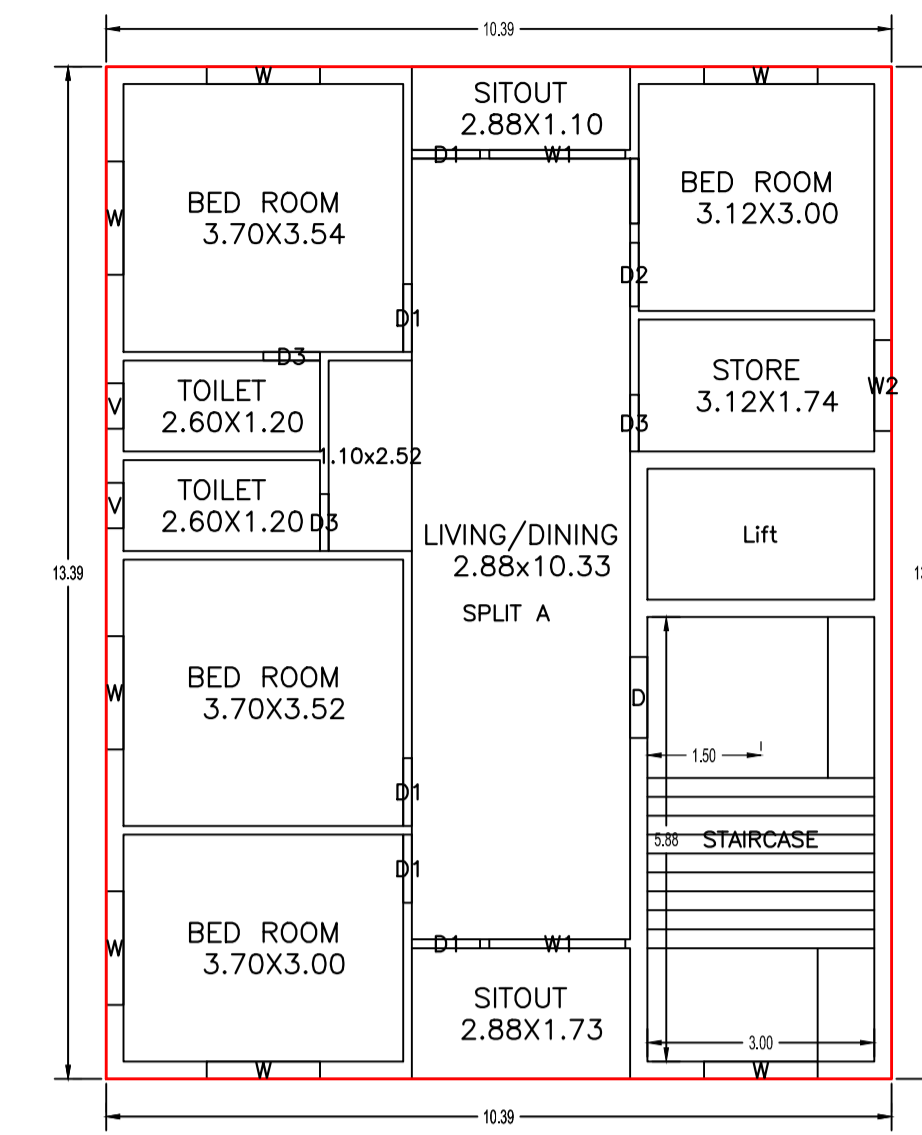 10.39
W
W
SITOUT
2.88X1.10
D1
W1
BED ROOM
3.70X3.54
W
BED ROOM
3.12X3.00
D2
D1
D3
TOILET
2.60X1.20
V
STORE
3.12X1.74
W2
D3
1.10x2.52
TOILET
2.60X1.20
V
D3
LIVING/DINING
2.88x10.33
SPLIT A
Lift
13.39
13
BED ROOM
3.70X3.52
W
D
1.50
D1
5.88
STAIRCASE
D1
BED ROOM
3.70X3.00
W
D1
W1
SITOUT
2.88X1.73
3.00
W
W
10.39